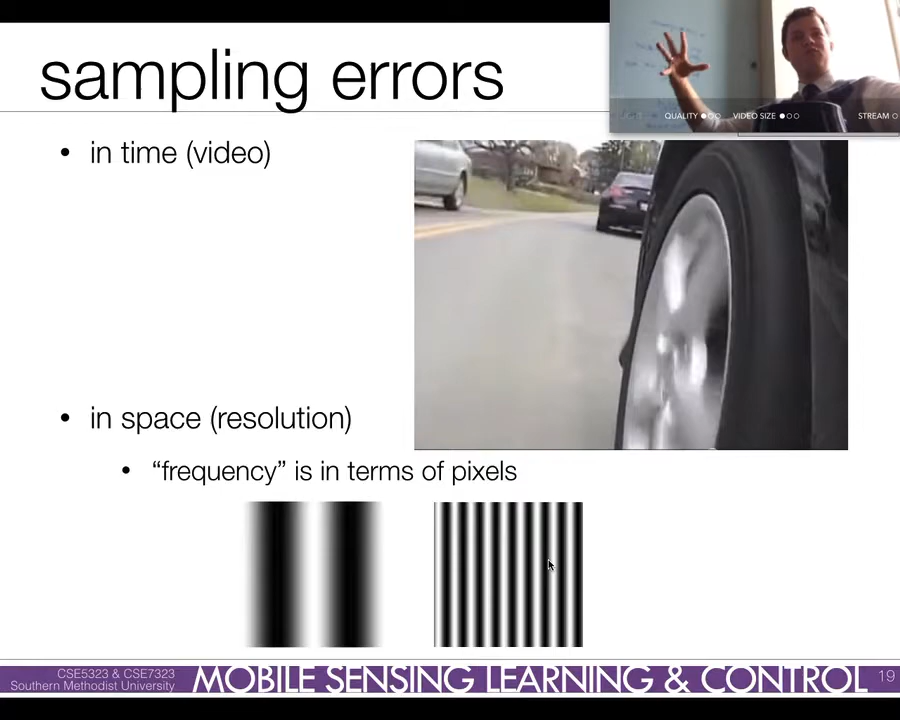 sampling errors
QUALITY
VIDEO SIZE
STREAM
• in time (video)
• in space (resolution)
• “frequency” is in terms of pixels
CSE5323 & CSE7323
Southern Methodist University
MOBILE SENSING LEARNING & CONTROL
19